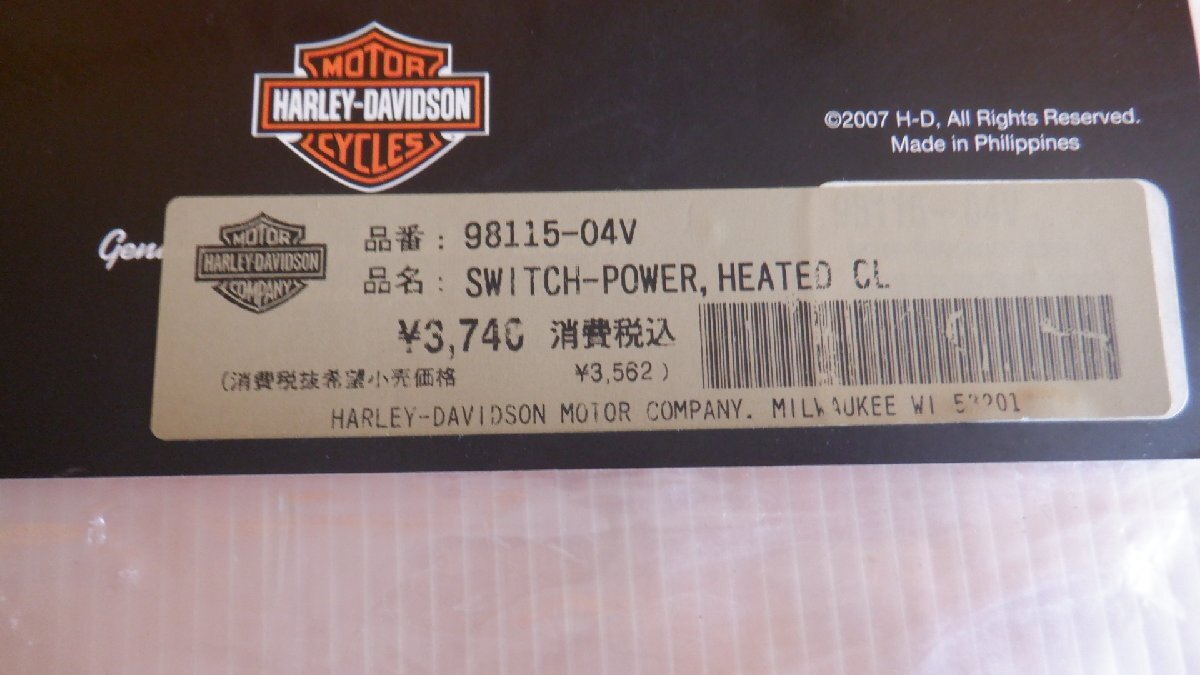 MOTOR
HARLEY-DAVIDSON
CYCLES
©2007 H-D, All Rights Reserved.
Made in Philippines
MOTOR
HARLEY-DAVIDSON
COMPANY
品番: 98115-04V
品名: SWITCH-POWER, HEATED CL
¥3,740 消費税込
(消費税抜希望小売価格 ¥3,562)
HARLEY-DAVIDSON MOTOR COMPANY. MILWAUKEE WI